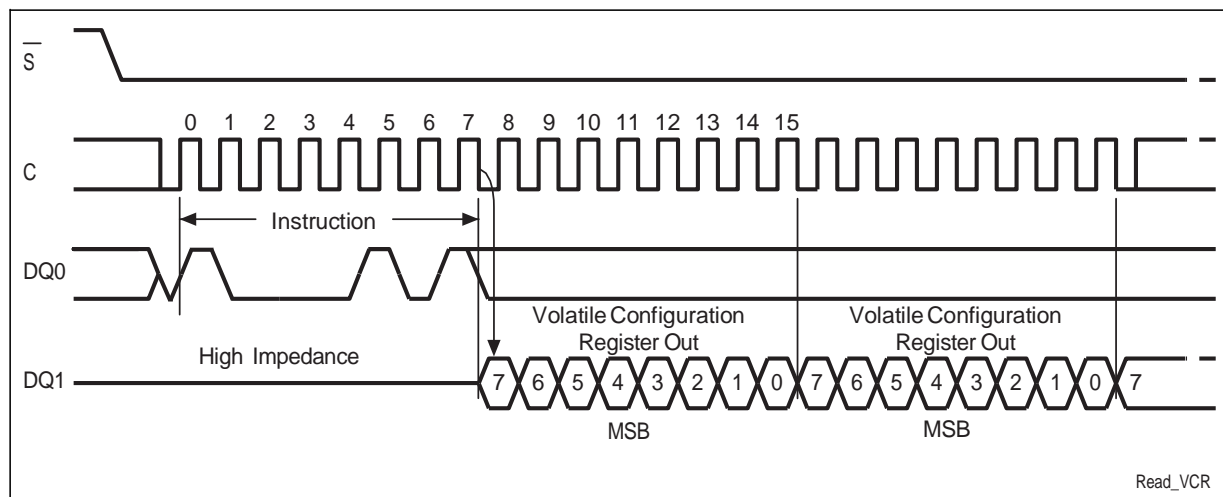 S
0 1 2 3 4 5 6 7 8 9 10 11 12 13 14 15
C
Instruction
DQ0
Volatile Configuration Volatile Configuration
Register Out Register Out
High Impedance
DQ1 7 6 5 4 3 2 1 0 7 6 5 4 3 2 1 0 7
MSB MSB
Read_VCR